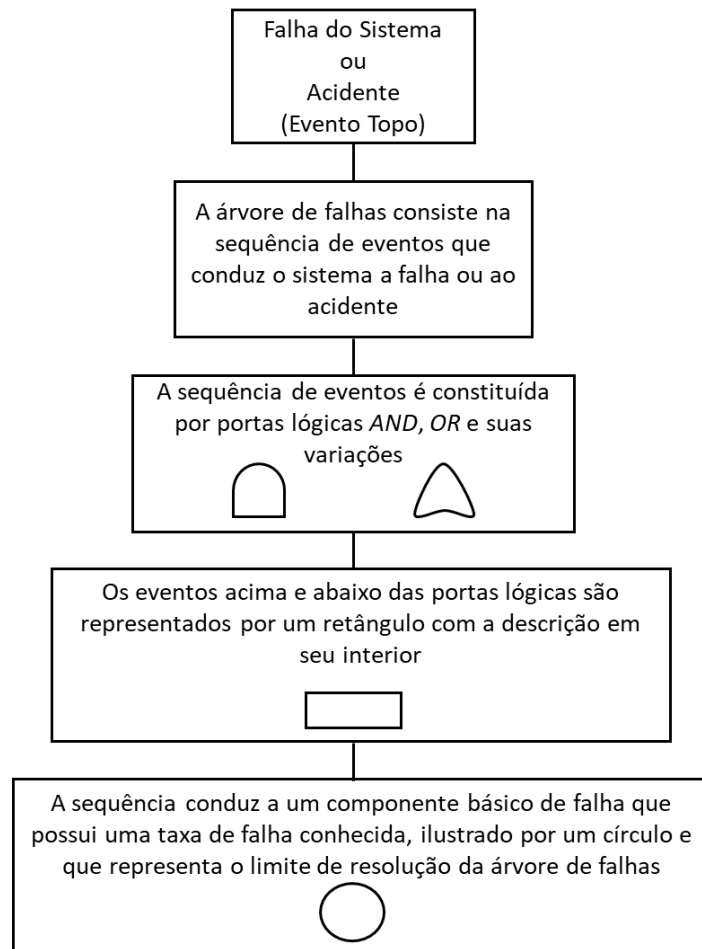 Falha do Sistema
ou
Acidente
(Evento Topo)
A árvore de falhas consiste na
sequência de eventos que
conduz o sistema a falha ou ao
acidente
A sequência de eventos é constituída
por portas lógicas AND, OR e suas
variações
Os eventos acima e abaixo das portas lógicas são
representados por um retângulo com a descrição em
seu interior
A sequência conduz a um componente básico de falha que
possui uma taxa de falha conhecida, ilustrado por um círculo e
que representa o limite de resolução da árvore de falhas